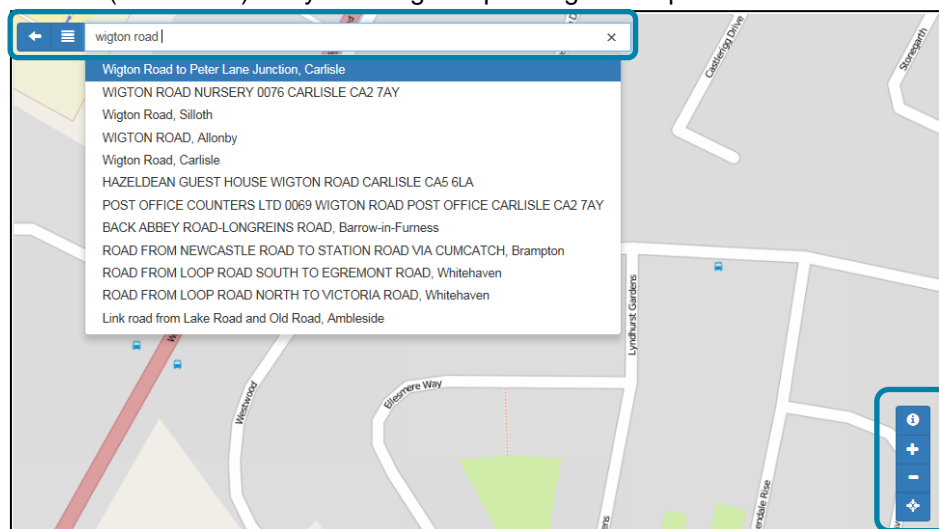 wigton road
Wigton Road to Peter Lane Junction, Carlisle
WIGTON ROAD NURSERY 0076 CARLISLE CA2 7AY
Wigton Road, Silloth
WIGTON ROAD, Allonby
Wigton Road, Carlisle
HAZELDEAN GUEST HOUSE WIGTON ROAD CARLISLE CA5 6LA
POST OFFICE COUNTERS LTD 0069 WIGTON ROAD POST OFFICE CARLISLE CA2 7AY
BACK ABBEY ROAD-LONGREINS ROAD, Barrow-in-Furness
ROAD FROM NEWCASTLE ROAD TO STATION ROAD VIA CUMCATCH, Brampton
ROAD FROM LOOP ROAD SOUTH TO EGREMONT ROAD, Whitehaven
ROAD FROM LOOP ROAD NORTH TO VICTORIA ROAD, Whitehaven
Link road from Lake Road and Old Road, Ambleside
Castlerigg Drive
Stonegarth
Lyndhurst Gardens
Ellesmere Way
Westwood
endale Rise
ens